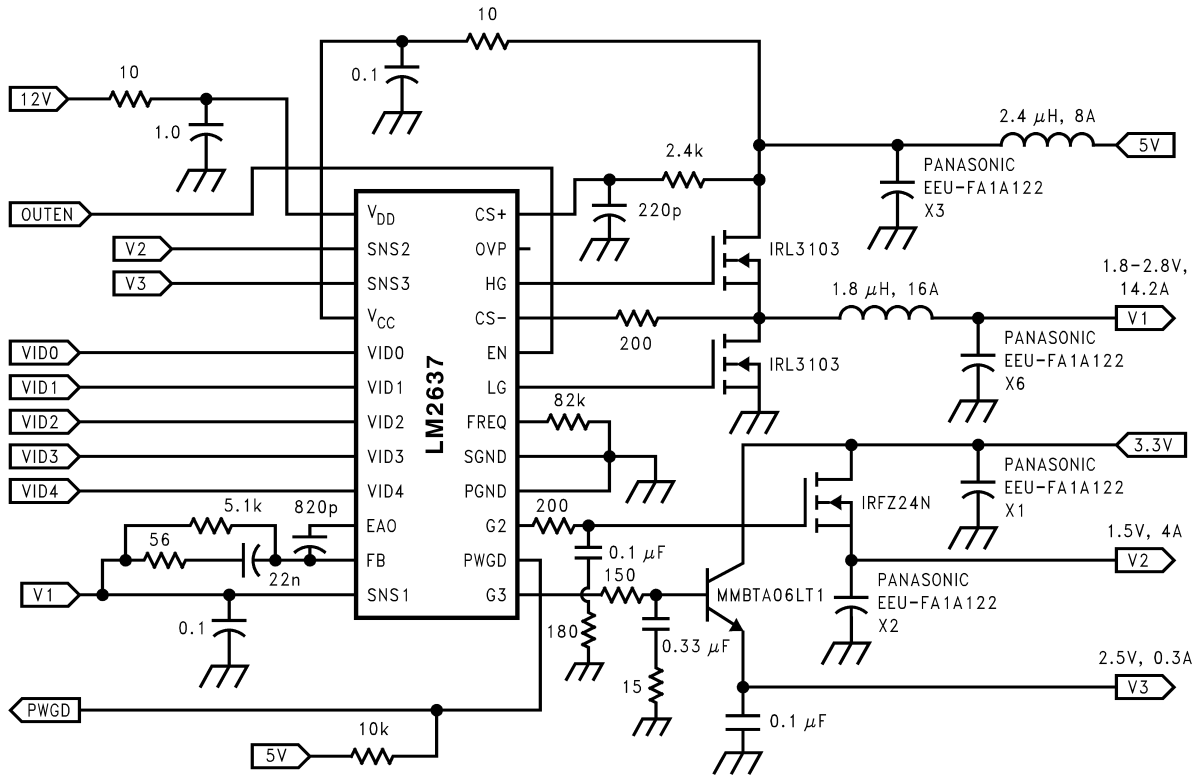 10
0.1
10
12V
1.0
2.4 μH, 8A
5V
PANASONIC
EEU-FA1A122
X3
2.4k
220p
OUTEN
V2
V3
VDD
SNS2
SNS3
VCC
VID0
VID1
VID2
VID3
VID4
EAO
FB
SNS1
LM2637
CS+
OVP
HG
CS-
EN
LG
FREQ
SGND
PGND
G2
PWGD
G3
IRL3103
1.8-2.8V,
14.2A
1.8 μH, 16A
V1
200
PANASONIC
EEU-FA1A122
X6
IRL3103
VID0
VID1
VID2
VID3
VID4
82k
3.3V
PANASONIC
EEU-FA1A122
X1
IRFZ24N
200
0.1 μF
1.5V, 4A
V2
PANASONIC
EEU-FA1A122
X2
5.1k
820p
56
22n
V1
0.1
150
MMBTA06LT1
180
0.33 μF
15
2.5V, 0.3A
V3
0.1 μF
PWGD
10k
5V